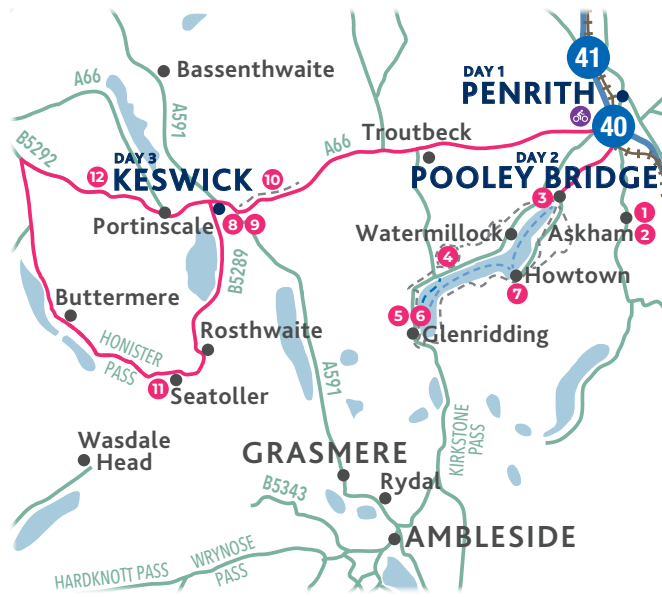 41
DAY 1
PENRITH
40
A66
Bassenthwaite
A591
B5292
A66
Troutbeck
DAY 3
KESWICK
12
10
DAY 2
POOLEY BRIDGE
3
Portinscale
8
9
Watermillock
Askham
1
2
4
B5289
Howtown
7
Buttermere
5
6
Glenridding
Rosthwaite
HONISTER
PASS
11
Seatoller
A591
KIRKSTONE
PASS
Wasdale
Head
GRASMERE
Rydal
B5343
AMBLESIDE
WRYNOSE
PASS
HARDKNOTT PASS